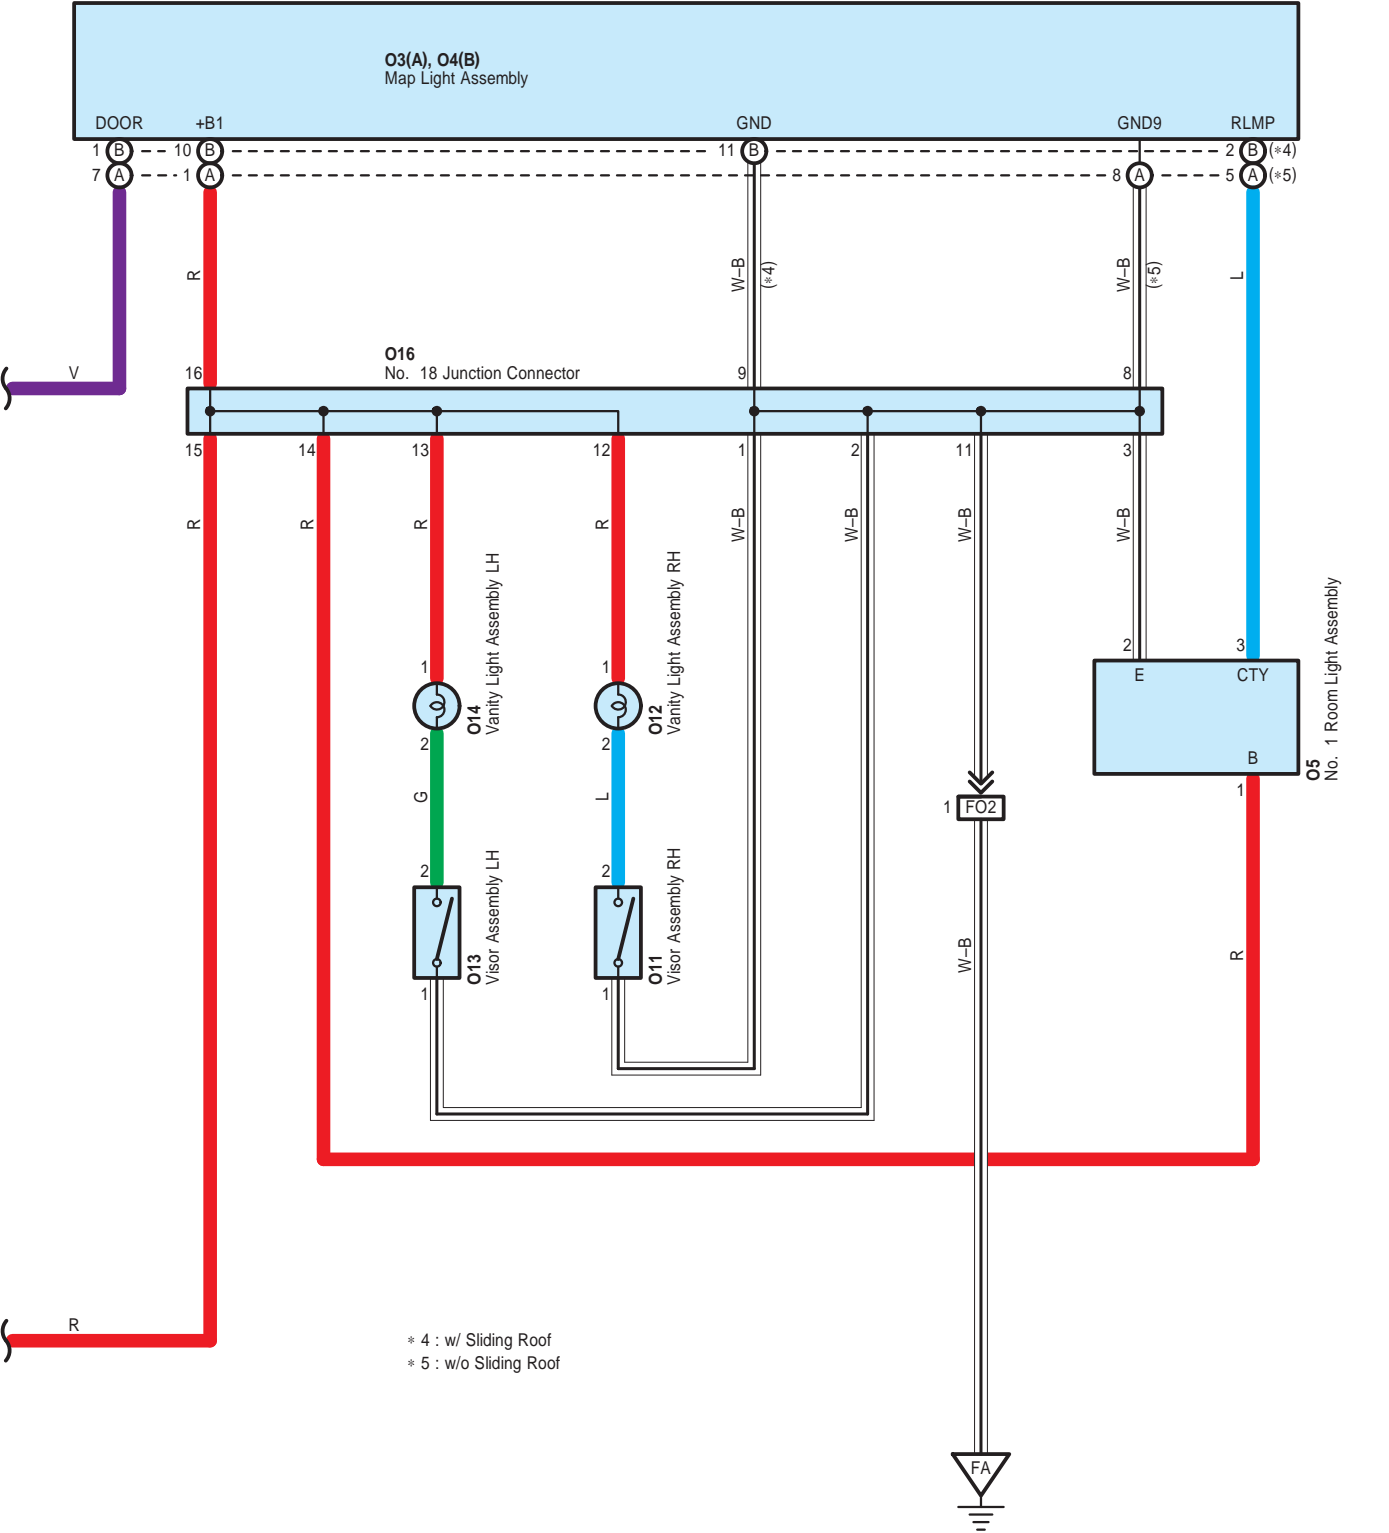 O3(A), O4(B)
Map Light Assembly
DOOR +B1 GND GND9 RLMP
1 B 10 B 11 B 2 B (∗4)
7 A 1 A 8 A 5 A (∗5)
R W–B (∗4) W–B (∗5) L
V
O16
No. 18 Junction Connector
16 9 8
15 14 13 12 1 2 11 3
R R R R W–B W–B W–B W–B
1 1 2 3
E CTY
B
1
O14
Vanity Light Assembly LH
O12
Vanity Light Assembly RH
O5
No. 1 Room Light Assembly
2 2
G L
1 FO2
2 2
O13
Visor Assembly LH
O11
Visor Assembly RH
1 1
W–B R
R
∗ 4 : w/ Sliding Roof
∗ 5 : w/o Sliding Roof
FA